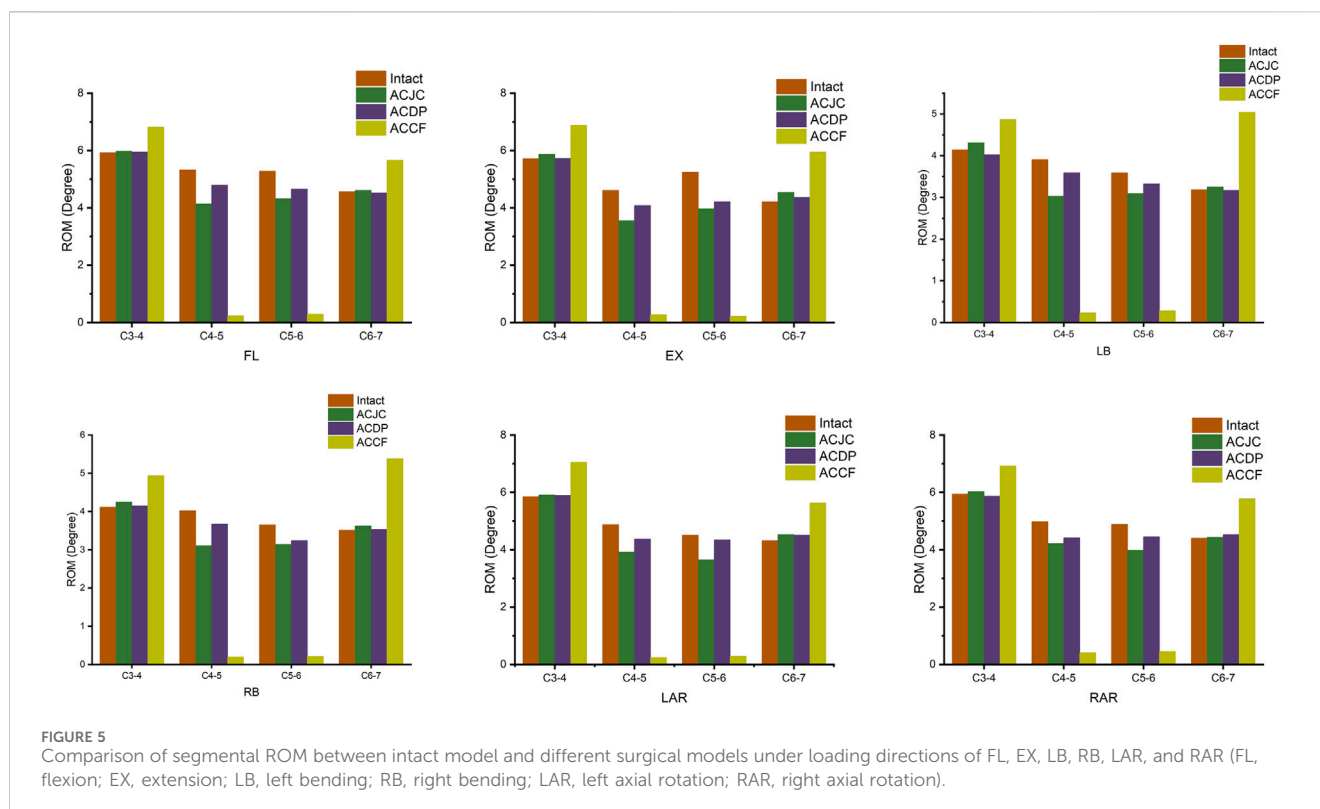 Intact
ACJC
ACDP
ACCF
8
6
4
2
0
ROM (Degree)
C3-4 C4-5 C5-6 C6-7
FL
Intact
ACJC
ACDP
ACCF
8
6
4
2
0
ROM (Degree)
C3-4 C4-5 C5-6 C6-7
EX
Intact
ACJC
ACDP
ACCF
5
4
3
2
1
0
ROM (Degree)
C3-4 C4-5 C5-6 C6-7
LB
Intact
ACJC
ACDP
ACCF
6
5
4
3
2
1
0
ROM (Degree)
C3-4 C4-5 C5-6 C6-7
RB
Intact
ACJC
ACDP
ACCF
8
6
4
2
0
ROM (Degree)
C3-4 C4-5 C5-6 C6-7
LAR
Intact
ACJC
ACDP
ACCF
8
6
4
2
0
ROM (Degree)
C3-4 C4-5 C5-6 C6-7
RAR
FIGURE 5
Comparison of segmental ROM between intact model and different surgical models under loading directions of FL, EX, LB, RB, LAR, and RAR (FL,
flexion; EX, extension; LB, left bending; RB, right bending; LAR, left axial rotation; RAR, right axial rotation).